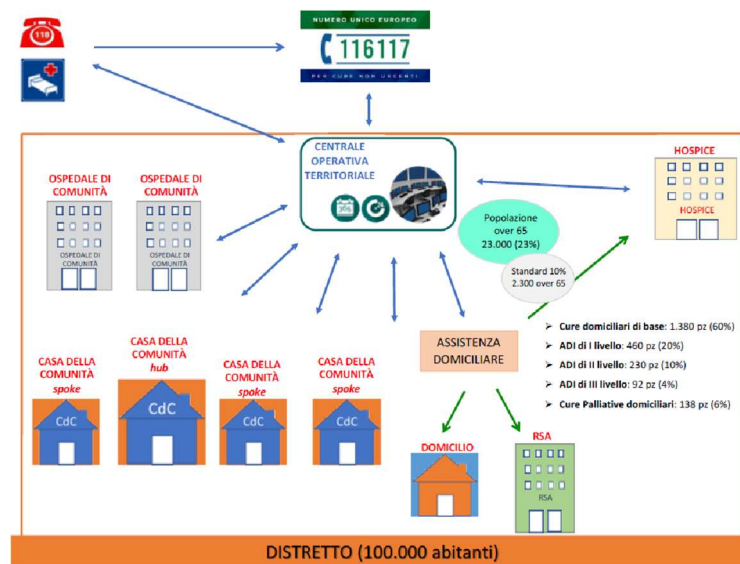 NUMERO UNICO EUROPEO
116117
PER CURE NON URGENTI
118
CENTRALE
OPERATIVA
TERRITORIALE
OSPEDALE DI
COMUNITÀ
OSPEDALE DI
COMUNITÀ
OSPEDALE DI
COMUNITÀ
OSPEDALE DI
COMUNITÀ
HOSPICE
HOSPICE
Popolazione
over 65
23.000 (23%)
Standard 10%
2.300 over 65
ASSISTENZA
DOMICILIARE
➢ Cure domiciliari di base: 1.380 pz (60%)
➢ ADI di I livello: 460 pz (20%)
➢ ADI di II livello: 230 pz (10%)
➢ ADI di III livello: 92 pz (4%)
➢ Cure Palliative domiciliari: 138 pz (6%)
CASA DELLA
COMUNITÀ
spoke
CdC
CASA DELLA
COMUNITÀ
hub
CdC
CASA DELLA
COMUNITÀ
spoke
CdC
CASA DELLA
COMUNITÀ
spoke
CdC
DOMICILIO
RSA
RSA
DISTRETTO (100.000 abitanti)